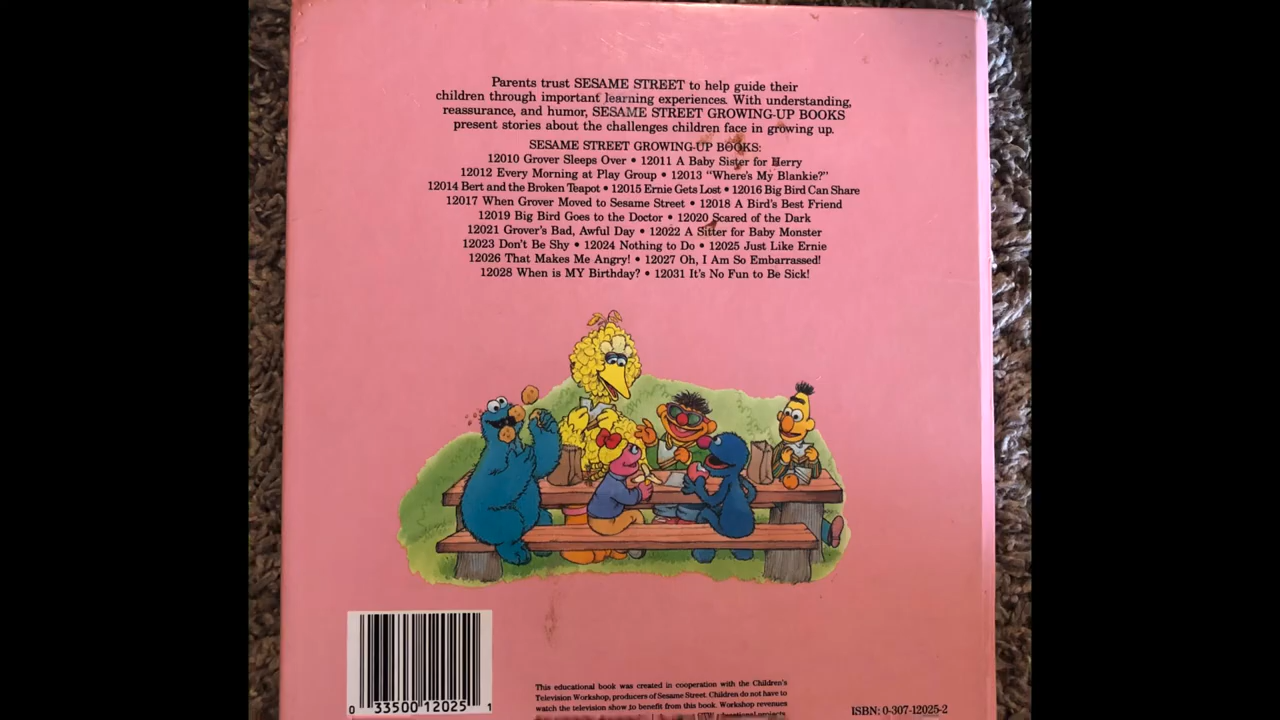 Parents trust SESAME STREET to help guide their
children through important learning experiences. With understanding,
reassurance, and humor, SESAME STREET GROWING-UP BOOKS
present stories about the challenges children face in growing up.
SESAME STREET GROWING-UP BOOKS:
12010 Grover Sleeps Over • 12011 A Baby Sister for Herry
12012 Every Morning at Play Group • 12013 "Where's My Blankie?"
12014 Bert and the Broken Teapot • 12015 Ernie Gets Lost • 12016 Big Bird Can Share
12017 When Grover Moved to Sesame Street • 12018 A Bird's Best Friend
12019 Big Bird Goes to the Doctor • 12020 Scared of the Dark
12021 Grover's Bad, Awful Day • 12022 A Sitter for Baby Monster
12023 Don't Be Shy • 12024 Nothing to Do • 12025 Just Like Ernie
12026 That Makes Me Angry! • 12027 Oh, I Am So Embarrassed!
12028 When is MY Birthday? • 12031 It's No Fun to Be Sick!
This educational book was created in cooperation with the Children's
Television Workshop, producers of Sesame Street. Children do not have to
watch the television show to benefit from this book. Workshop revenues
0 33500 12025 1
ISBN: 0-307-12025-2